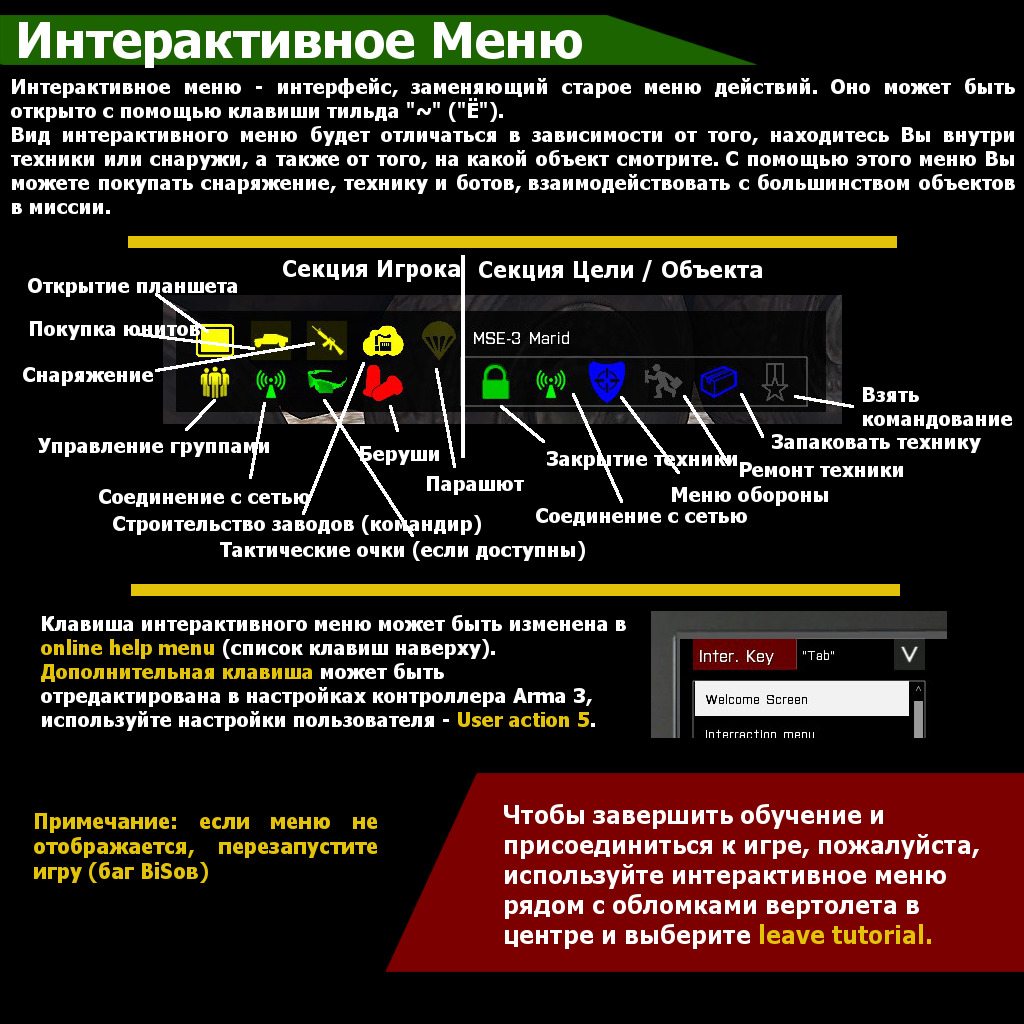 Интерактивное Меню
Интерактивное меню - интерфейс, заменяющий старое меню действий. Оно может быть
открыто с помощью клавиши тильда "~" ("Ё").
Вид интерактивного меню будет отличаться в зависимости от того, находитесь Вы внутри
техники или снаружи, а также от того, на какой объект смотрите. С помощью этого меню Вы
можете покупать снаряжение, технику и ботов, взаимодействовать с большинством объектов
в миссии.
Секция Игрока
Секция Цели / Объекта
Открытие планшета
Покупка юнитов
Снаряжение
MSE-3 Marid
Взять
командование
Управление группами
Беруши
Парашют
Закрытие техники
Запаковать технику
Ремонт техники
Меню обороны
Соединение с сетью
Соединение с сетью
Строительство заводов (командир)
Тактические очки (если доступны)
Клавиша интерактивного меню может быть изменена в
online help menu (список клавиш наверху).
Дополнительная клавиша может быть
отредактирована в настройках контроллера Arma 3,
используйте настройки пользователя - User action 5.
Inter. Key "Tab" V
Welcome Screen
Interraction menu
Примечание: если меню не
отображается, перезапустите
игру (баг BiSов)
Чтобы завершить обучение и
присоединиться к игре, пожалуйста,
используйте интерактивное меню
рядом с обломками вертолета в
центре и выберите leave tutorial.